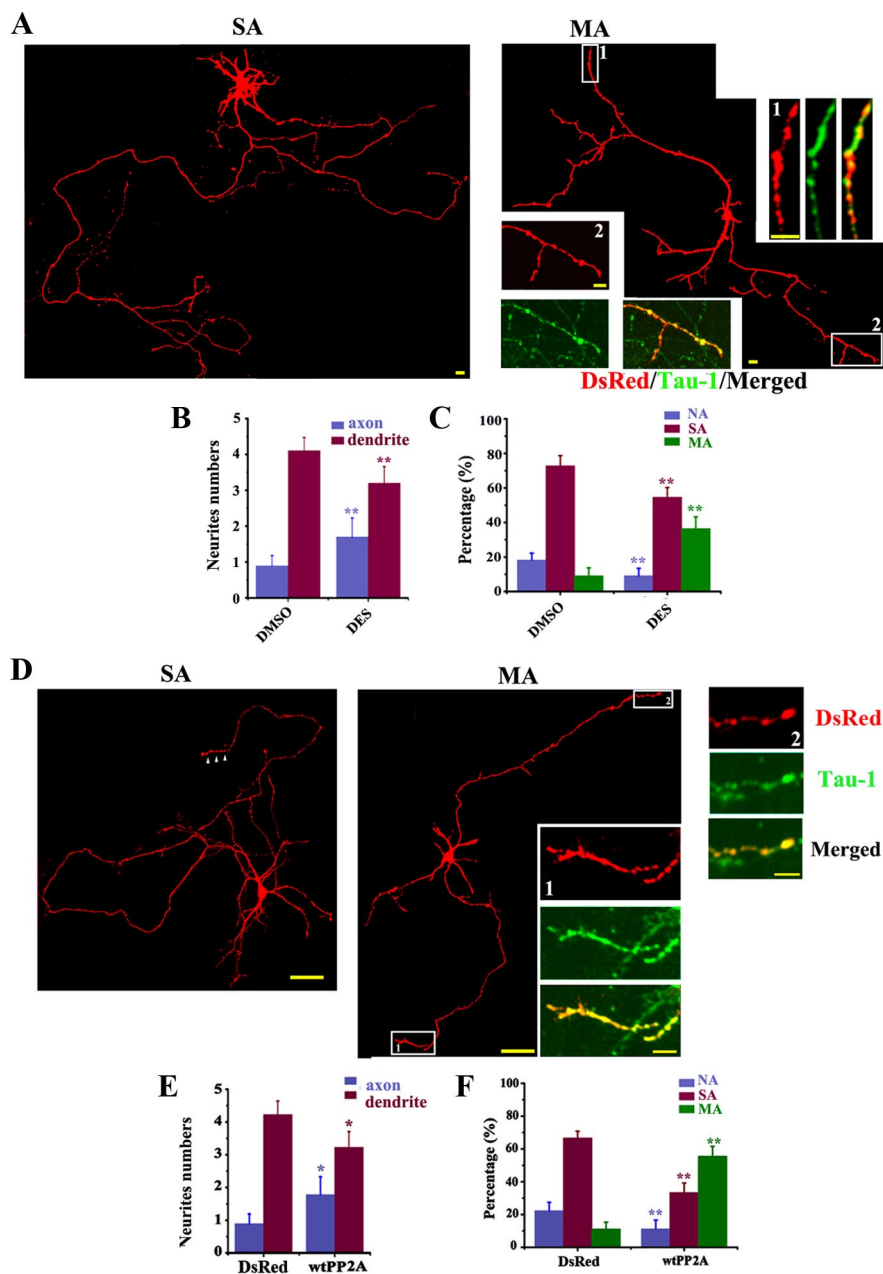 A
SA
MA
1
1
2
2
DsRed/Tau-1/Merged
B
axon
dendrite
Neurites numbers
5
4
3
2
1
0
**
**
DMSO
DES
C
NA
SA
MA
Percentage (%)
100
80
60
40
20
0
**
**
**
DMSO
DES
D
SA
MA
2
1
1
2
DsRed
Tau-1
Merged
E
axon
dendrite
Neurites numbers
5
4
3
2
1
0
*
*
DsRed
wtPP2A
F
NA
SA
MA
Percentage (%)
100
80
60
40
20
0
**
**
**
DsRed
wtPP2A